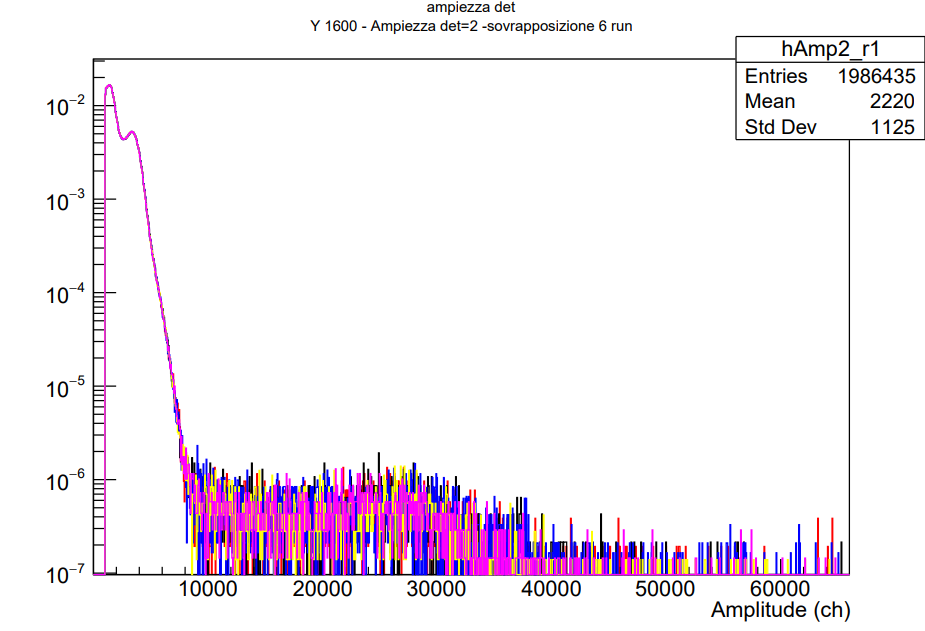 ampiezza det
Y 1600 - Ampiezza det=2 -sovrapposizione 6 run
hAmp2_r1
Entries 1986435
Mean 2220
Std Dev 1125
10−2
10−3
10−4
10−5
10−6
10−7
10000 20000 30000 40000 50000 60000
Amplitude (ch)